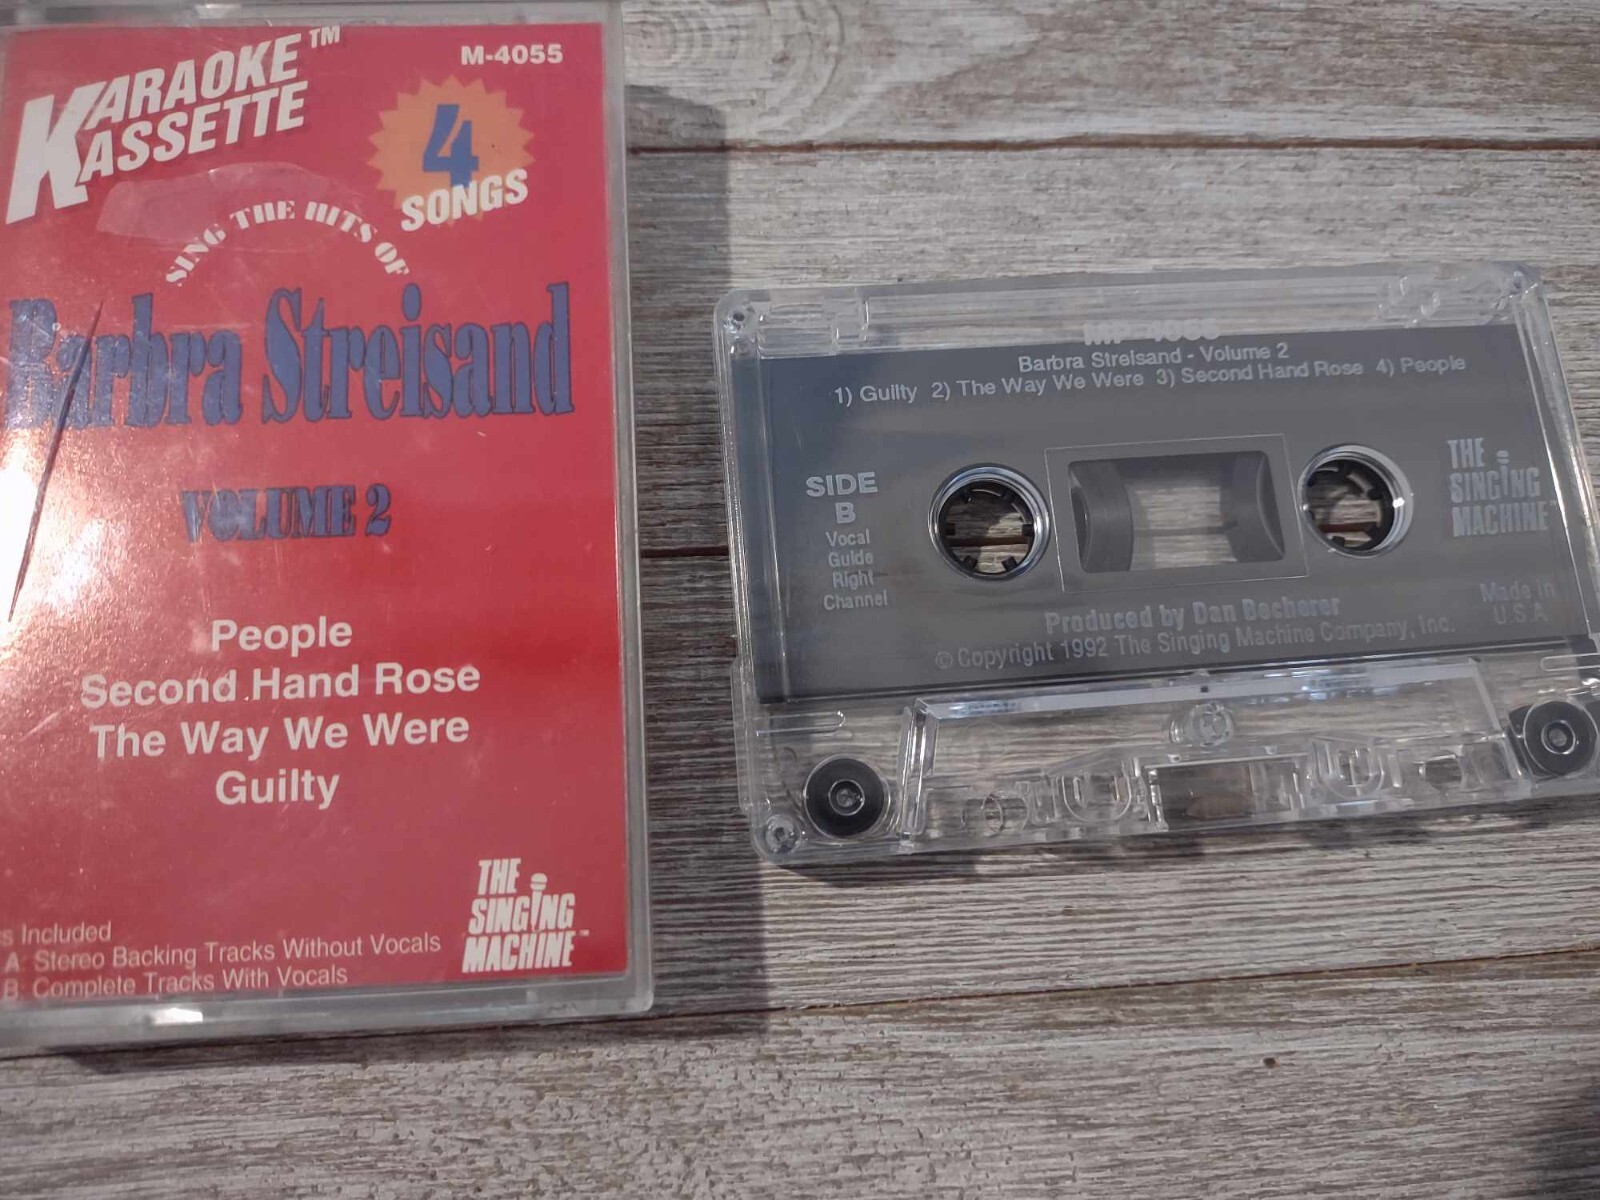 KARAOKE™
KASSETTE
M-4055
4
SONGS
SING THE HITS OF
Barbra Streisand
VOLUME 2
People
Second Hand Rose
The Way We Were
Guilty
THE
SINGING
MACHINE™
s Included
A: Stereo Backing Tracks Without Vocals
B: Complete Tracks With Vocals
Barbra Streisand - Volume 2
1) Guilty 2) The Way We Were 3) Second Hand Rose 4) People
SIDE
B
Vocal
Guide
Right
Channel
THE
SINGING
MACHINE™
Produced by Dan Becherer
© Copyright 1992 The Singing Machine Company, Inc.
Made in
U.S.A.